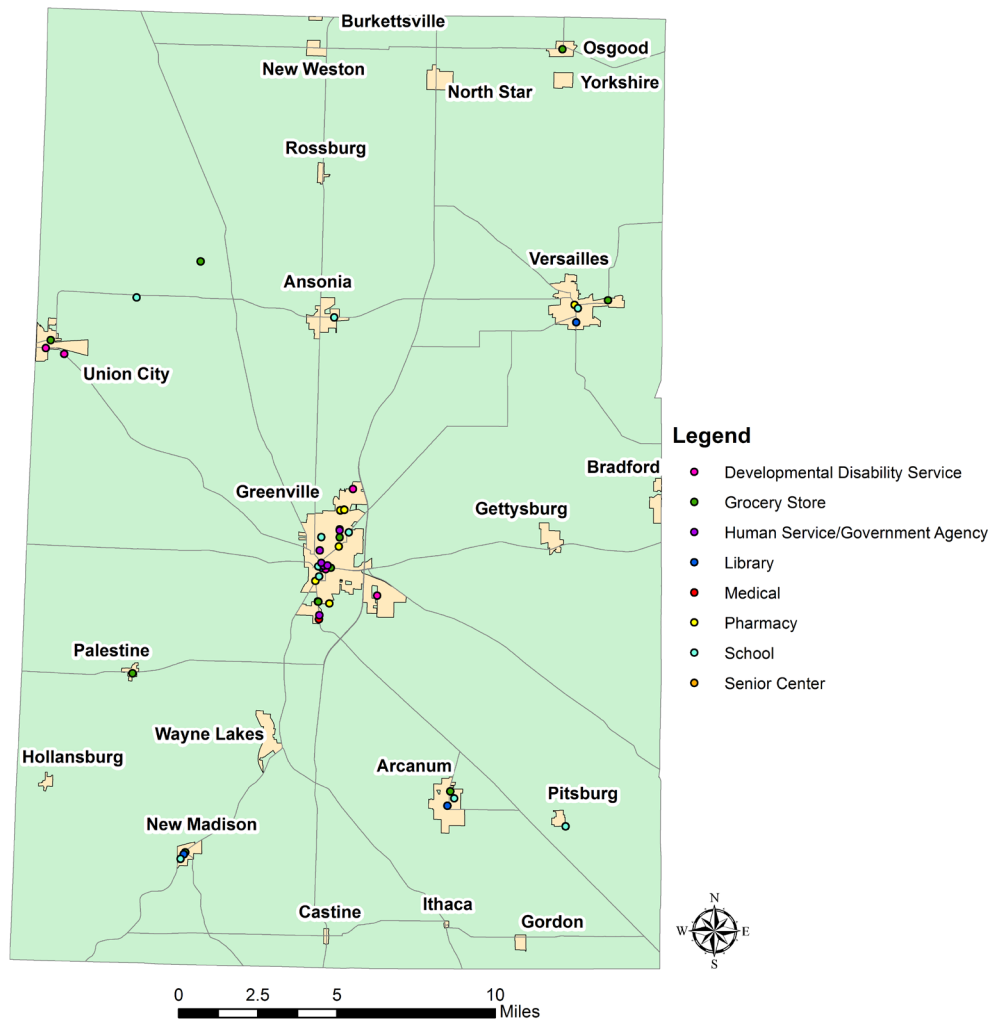 Burkettsville
Osgood
New Weston
Yorkshire
North Star
Rossburg
Versailles
Ansonia
Union City
Legend
Bradford
Developmental Disability Service
Greenville
Grocery Store
Gettysburg
Human Service/Government Agency
Library
Medical
Pharmacy
Palestine
School
Senior Center
Wayne Lakes
Hollansburg
Arcanum
Pitsburg
New Madison
N
Castine
Ithaca
Gordon
W E
S
0 2.5 5 10
Miles